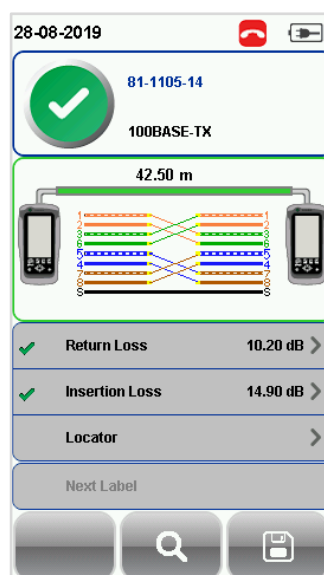 28-08-2019
81-1105-14
100BASE-TX
42.50 m
1 1
2 2
3 3
6 6
5 5
4 4
7 7
8 8
S S
Return Loss 10.20 dB
Insertion Loss 14.90 dB
Locator
Next Label